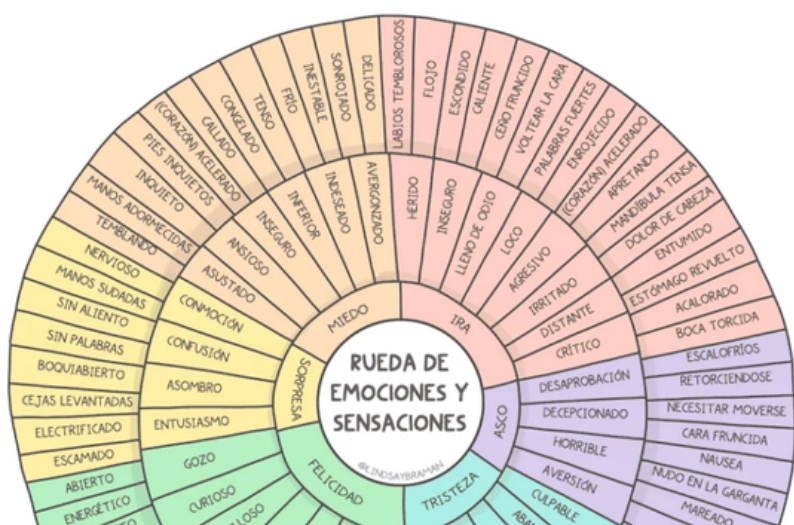 RUEDA DE
EMOCIONES Y
SENSACIONES
@LINDSAYBRAMAN
MIEDO
IRA
ASCO
TRISTEZA
FELICIDAD
SORPRESA
ASUSTADO
ANSIOSO
INSEGURO
INFERIOR
INDESEADO
AVERGONZADO
HERIDO
INSEGURO
LLENO DE ODIO
LOCO
AGRESIVO
IRRITADO
DISTANTE
CRÍTICO
DESAPROBACIÓN
DECEPCIONADO
HORRIBLE
AVERSIÓN
CULPABLE
CURIOSO
GOZO
ENTUSIASMO
ASOMBRO
CONFUSIÓN
CONMOCIÓN
TEMBLANDO
MANOS ADORMECIDAS
INQUIETO
PIES INQUIETOS
(CORAZÓN) ACELERADO
CALLADO
CONGELADO
TENSO
FRÍO
INESTABLE
SONROJADO
DELICADO
LABIOS TEMBLOROSOS
FLOJO
ESCONDIDO
CALIENTE
CEÑO FRUNCIDO
VOLTEAR LA CARA
PALABRAS FUERTES
ENROJECIDO
(CORAZÓN) ACELERADO
APRETANDO
MANDÍBULA TENSA
DOLOR DE CABEZA
ENTUMIDO
ESTÓMAGO REVUELTO
ACALORADO
BOCA TORCIDA
ESCALOFRÍOS
RETORCIENDOSE
NECESITAR MOVERSE
CARA FRUNCIDA
NAUSEA
NUDO EN LA GARGANTA
MAREADO
ENERGÉTICO
ABIERTO
ESCAMADO
ELECTRIFICADO
CEJAS LEVANTADAS
BOQUIABIERTO
SIN PALABRAS
SIN ALIENTO
MANOS SUDADAS
NERVIOSO